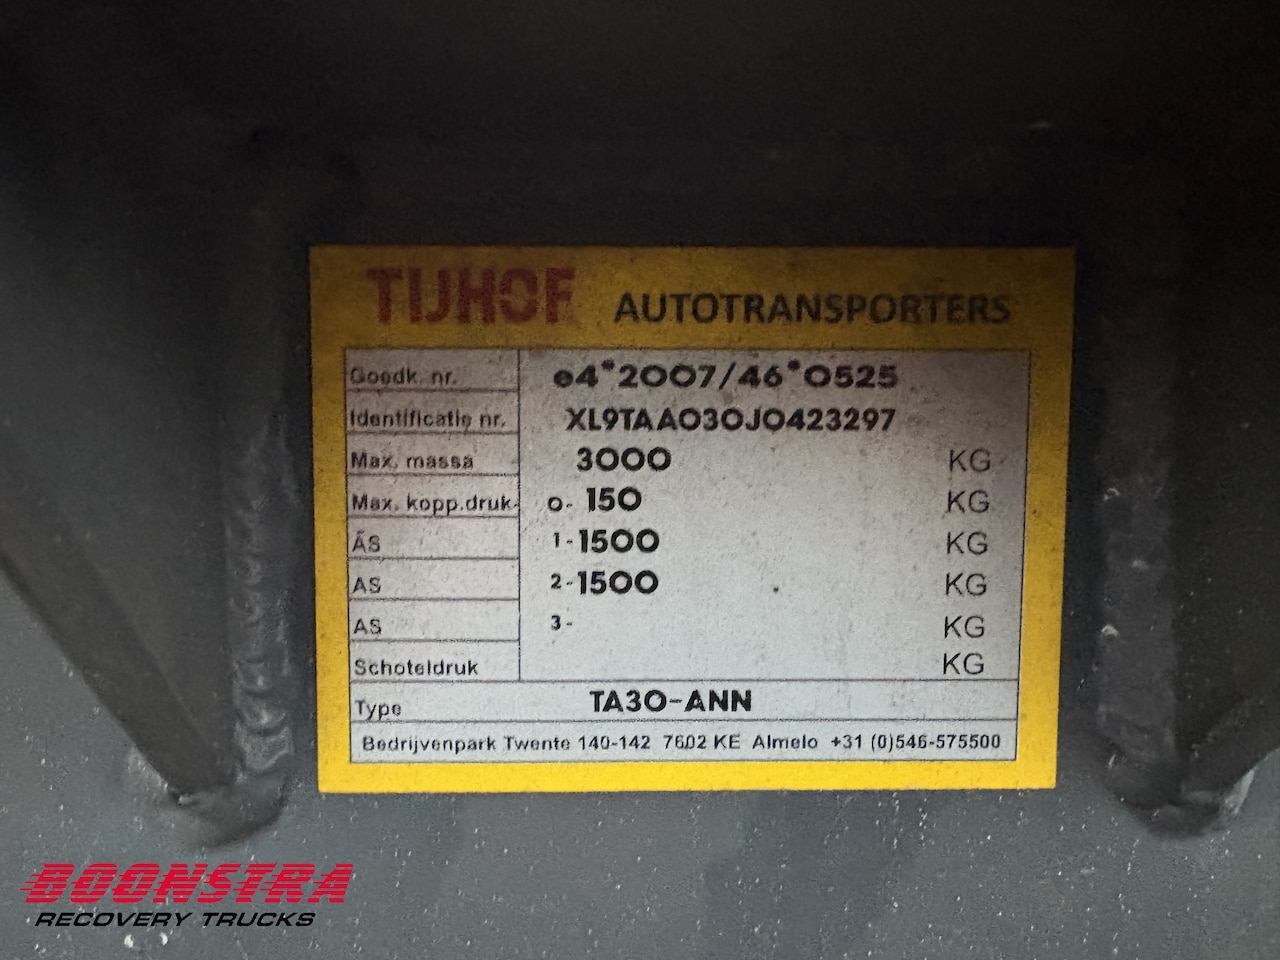 TIJHOF AUTOTRANSPORTERS
Goedk. nr. e4*2007/46*0525
Identificatie nr. XL9TAA030J0423297
Max. massa 3000 KG
Max. kopp.druk 0- 150 KG
AS 1-1500 KG
AS 2-1500 KG
AS 3- KG
Schoteldruk KG
Type TA30-ANN
Bedrijvenpark Twente 140-142 7602 KE Almelo +31 (0)546-575500
BOONSTRA
RECOVERY TRUCKS